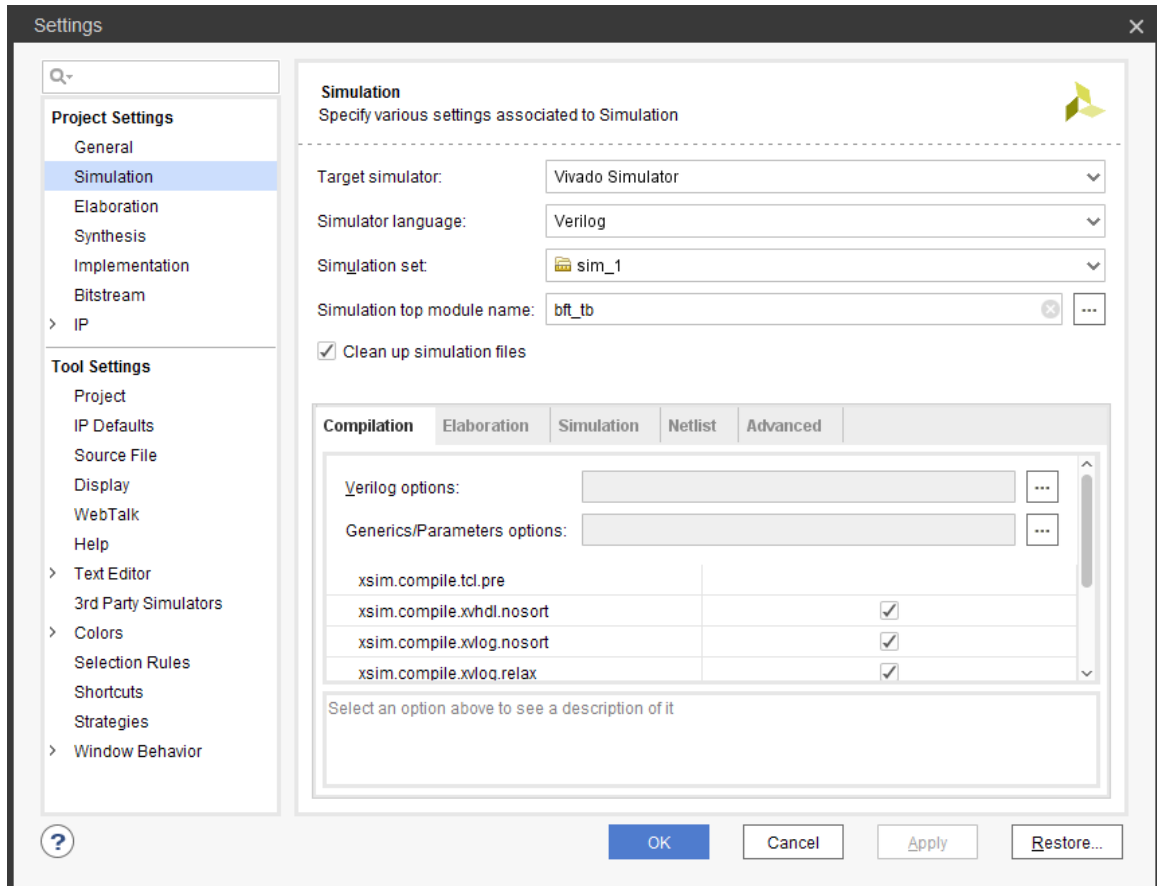 Settings
Project Settings
General
Simulation
Elaboration
Synthesis
Implementation
Bitstream
IP
Tool Settings
Project
IP Defaults
Source File
Display
WebTalk
Help
Text Editor
3rd Party Simulators
Colors
Selection Rules
Shortcuts
Strategies
Window Behavior
Simulation
Specify various settings associated to Simulation
Target simulator: Vivado Simulator
Simulator language: Verilog
Simulation set: sim_1
Simulation top module name: bft_tb ...
Clean up simulation files
Compilation Elaboration Simulation Netlist Advanced
Verilog options: ...
Generics/Parameters options: ...
xsim.compile.tcl.pre
xsim.compile.xvhdl.nosort
xsim.compile.xvlog.nosort
xsim.compile.xvlog.relax
Select an option above to see a description of it
? OK Cancel Apply Restore...